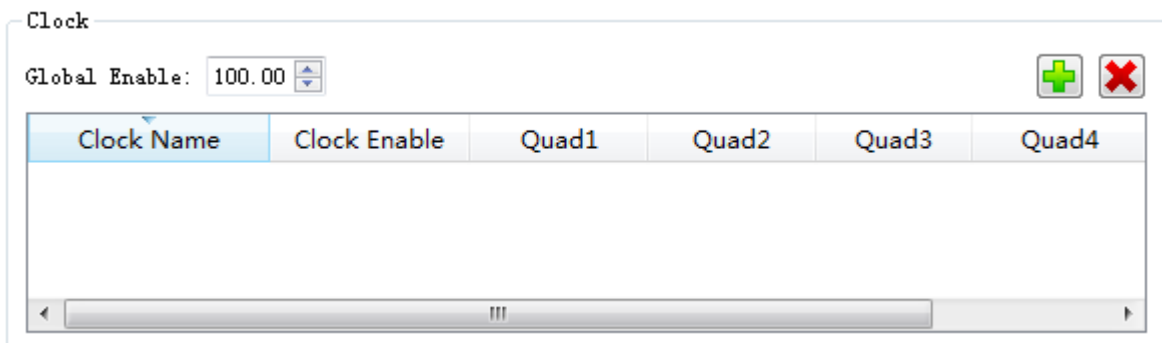 Clock
Global Enable: 100.00
Clock Name Clock Enable Quad1 Quad2 Quad3 Quad4